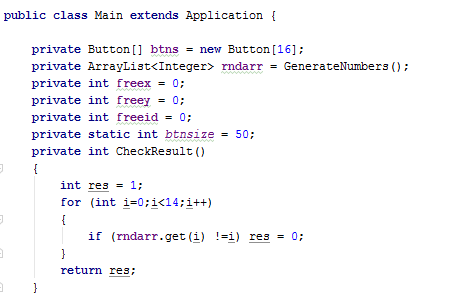 public class Main extends Application {
private Button[] btns = new Button[16];
private ArrayList<Integer> rndarr = GenerateNumbers();
private int freex = 0;
private int freey = 0;
private int freeid = 0;
private static int btnsize = 50;
private int CheckResult()
{
int res = 1;
for (int i=0;i<14;i++)
{
if (rndarr.get(i) !=i) res = 0;
}
return res;
}